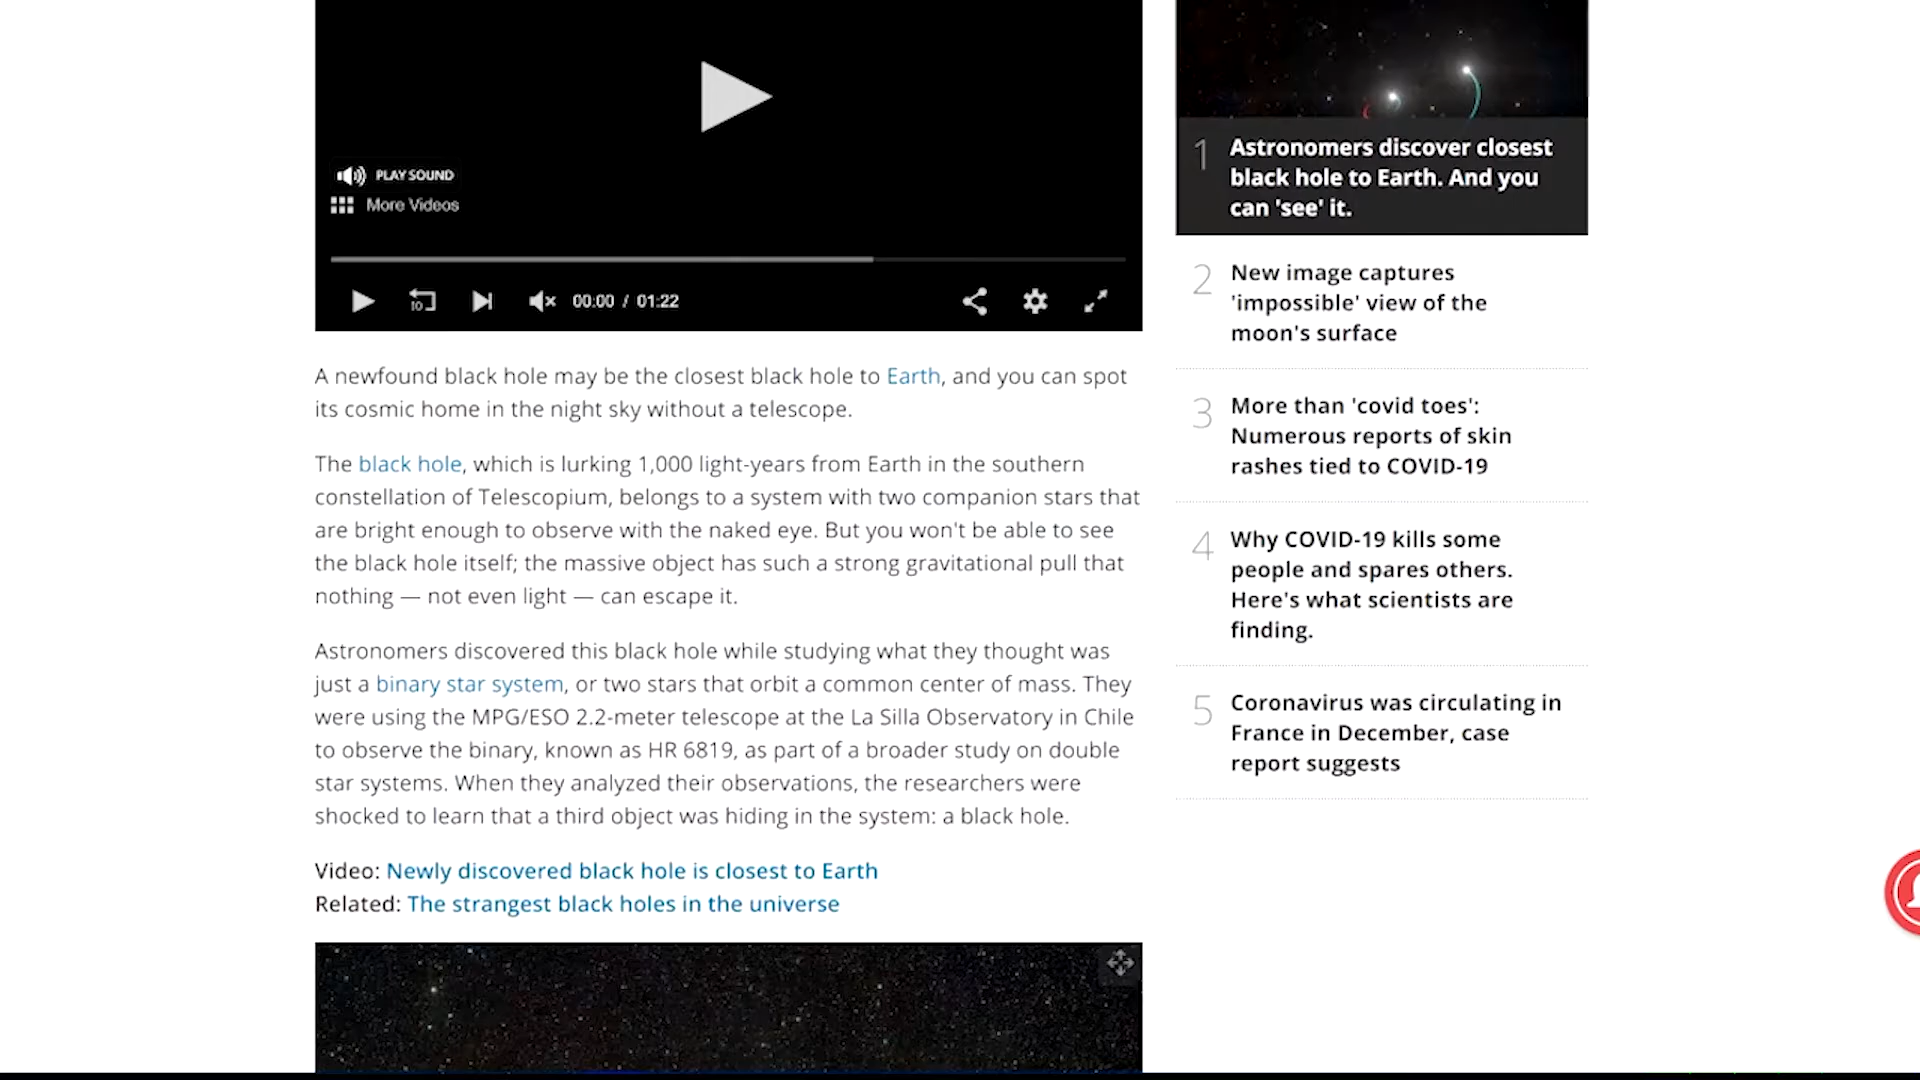 PLAY SOUND
More Videos
10
00:00 / 01:22
A newfound black hole may be the closest black hole to Earth, and you can spot
its cosmic home in the night sky without a telescope.
The black hole, which is lurking 1,000 light-years from Earth in the southern
constellation of Telescopium, belongs to a system with two companion stars that
are bright enough to observe with the naked eye. But you won't be able to see
the black hole itself; the massive object has such a strong gravitational pull that
nothing — not even light — can escape it.
Astronomers discovered this black hole while studying what they thought was
just a binary star system, or two stars that orbit a common center of mass. They
were using the MPG/ESO 2.2-meter telescope at the La Silla Observatory in Chile
to observe the binary, known as HR 6819, as part of a broader study on double
star systems. When they analyzed their observations, the researchers were
shocked to learn that a third object was hiding in the system: a black hole.
Video: Newly discovered black hole is closest to Earth
Related: The strangest black holes in the universe
1 Astronomers discover closest
black hole to Earth. And you
can 'see' it.
2 New image captures
'impossible' view of the
moon's surface
3 More than 'covid toes':
Numerous reports of skin
rashes tied to COVID-19
4 Why COVID-19 kills some
people and spares others.
Here's what scientists are
finding.
5 Coronavirus was circulating in
France in December, case
report suggests